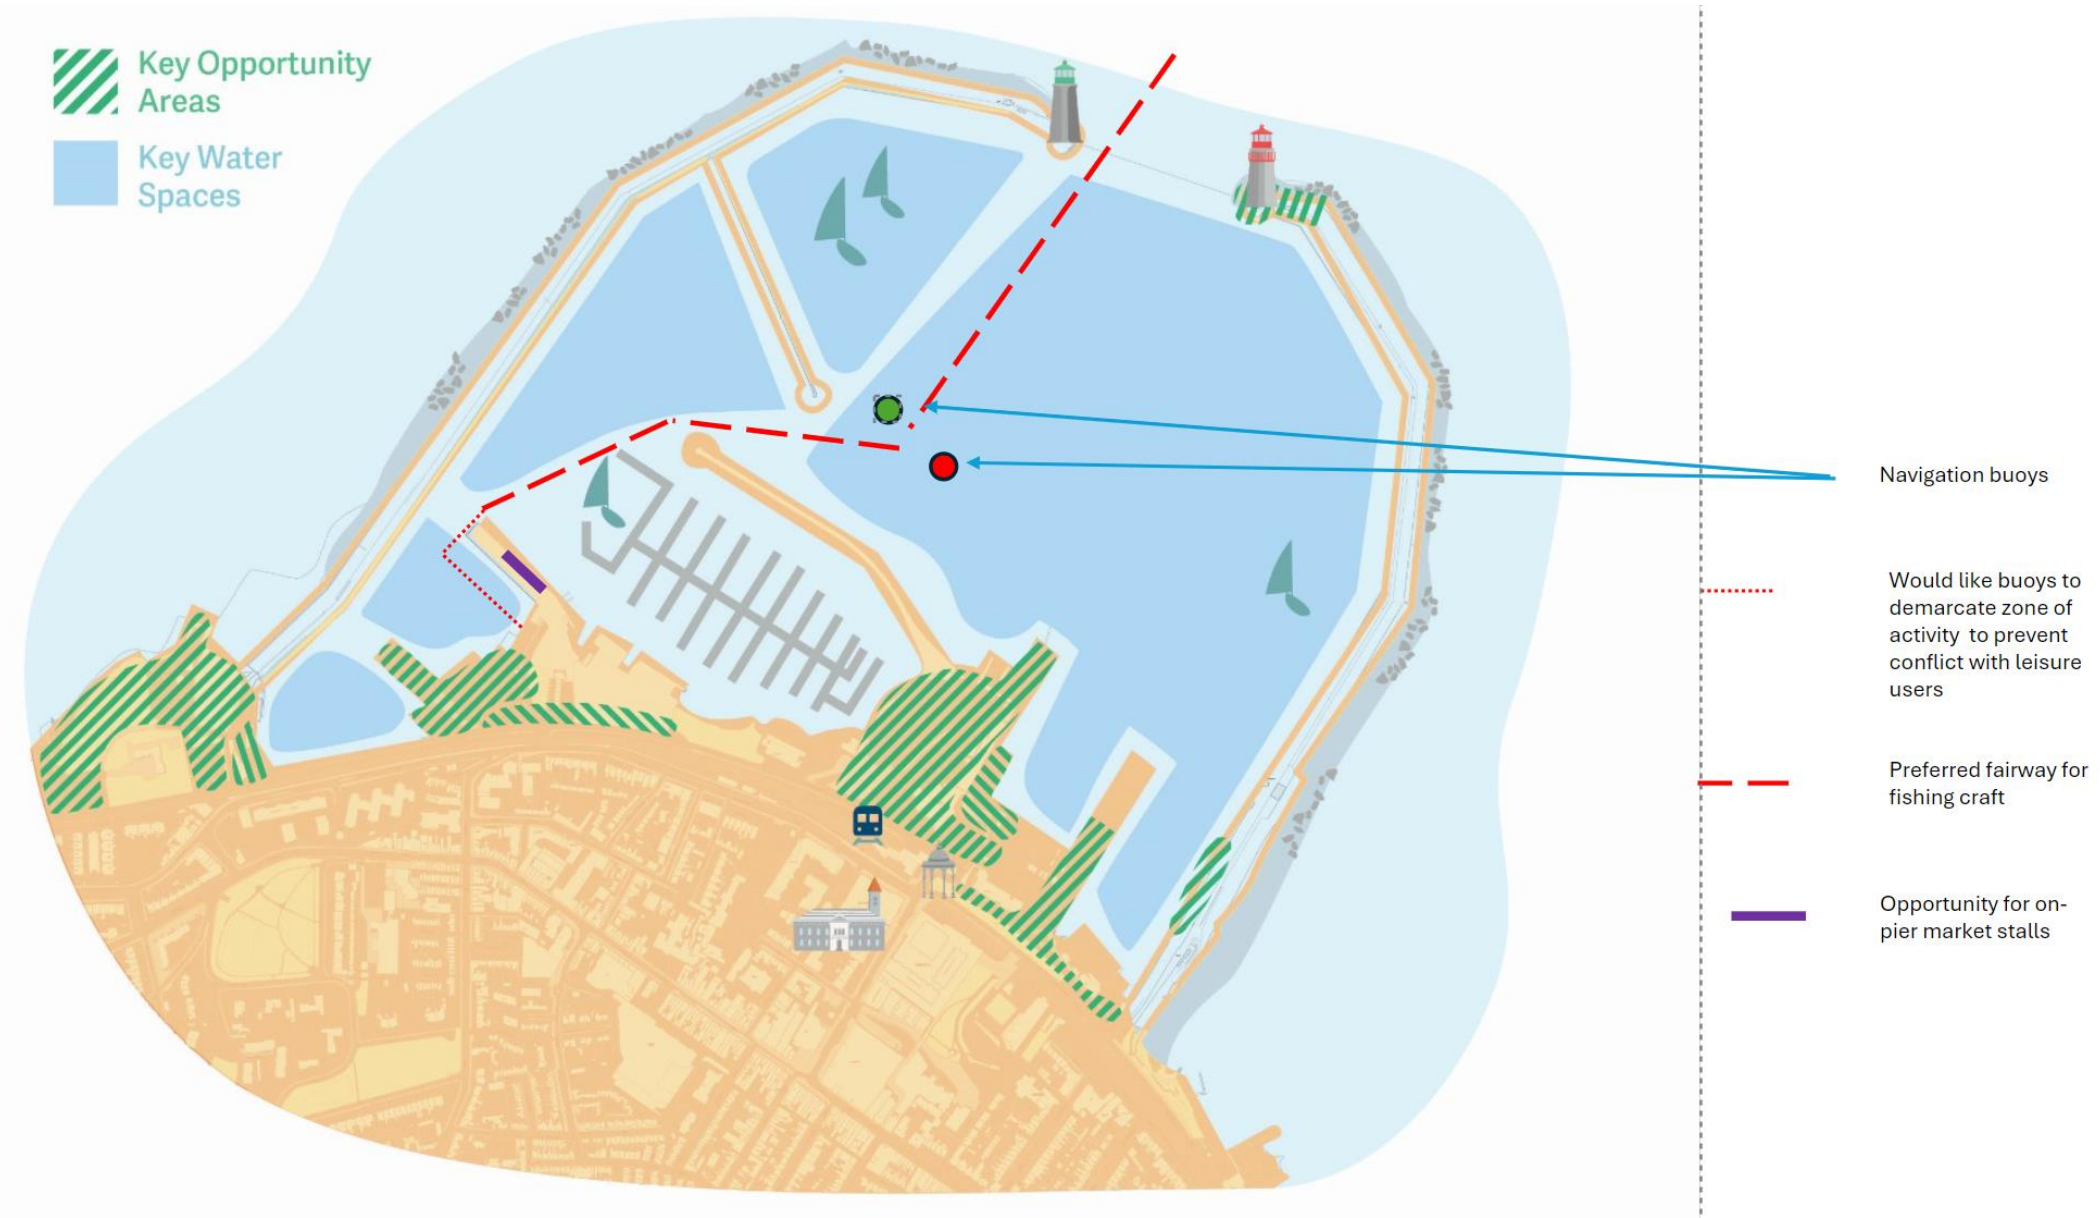 Key Opportunity
Areas
Key Water
Spaces
Navigation buoys
Would like buoys to
demarcate zone of
activity  to prevent
conflict with leisure
users
Preferred fairway for
fishing craft
Opportunity for on-
pier market stalls